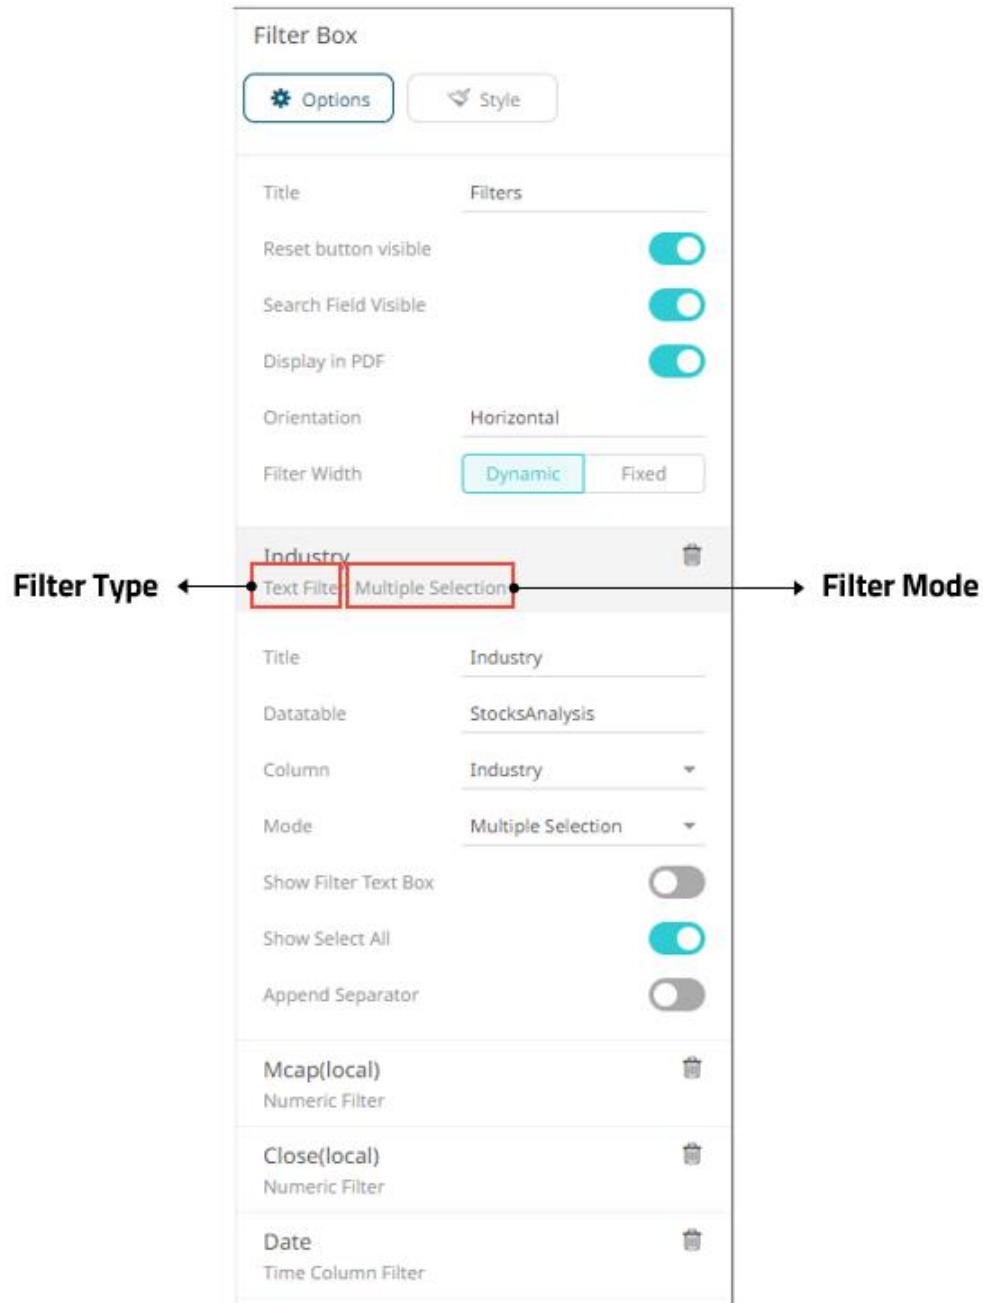 Filter Box
Options Style
Title Filters
Reset button visible
Search Field Visible
Display in PDF
Orientation Horizontal
Filter Width Dynamic Fixed
Industry
Filter Type Text Filter Multiple Selection Filter Mode
Title Industry
Datatable StocksAnalysis
Column Industry
Mode Multiple Selection
Show Filter Text Box
Show Select All
Append Separator
Mcap(local)
Numeric Filter
Close(local)
Numeric Filter
Date
Time Column Filter